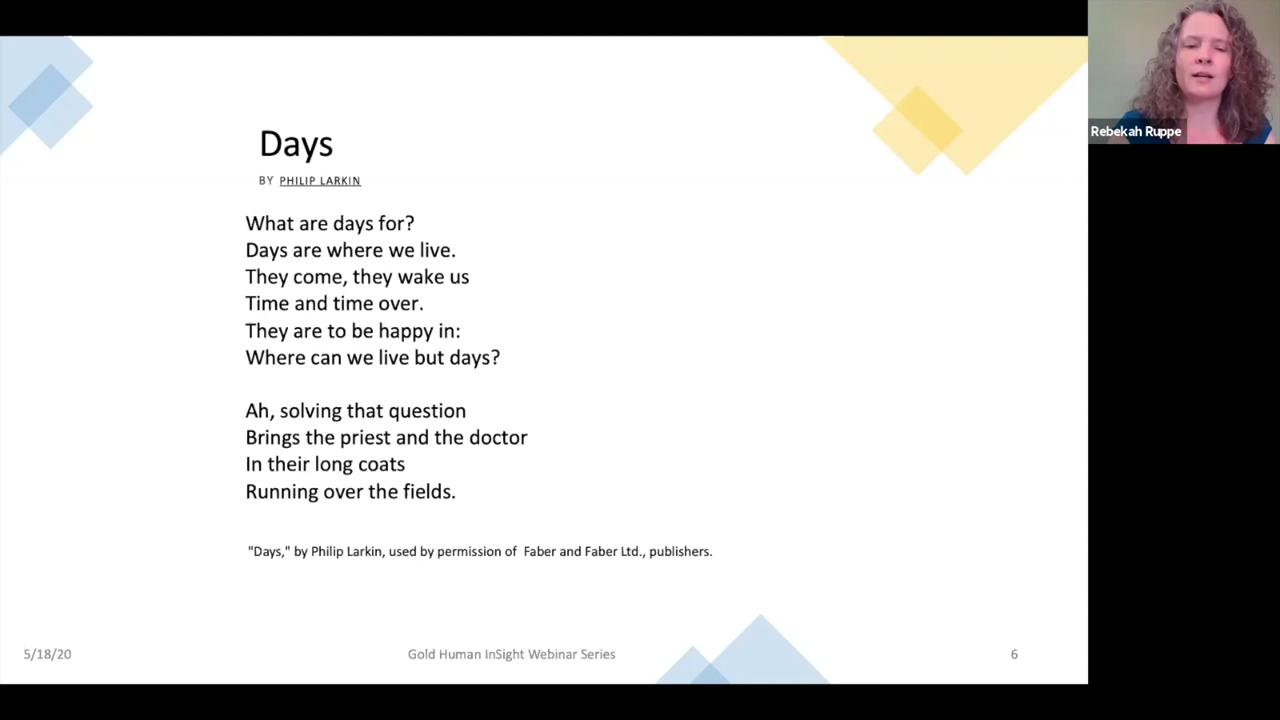 Rebekah Ruppe
Days
BY PHILIP LARKIN
What are days for?
Days are where we live.
They come, they wake us
Time and time over.
They are to be happy in:
Where can we live but days?
Ah, solving that question
Brings the priest and the doctor
In their long coats
Running over the fields.
"Days," by Philip Larkin, used by permission of  Faber and Faber Ltd., publishers.
5/18/20
Gold Human InSight Webinar Series
6